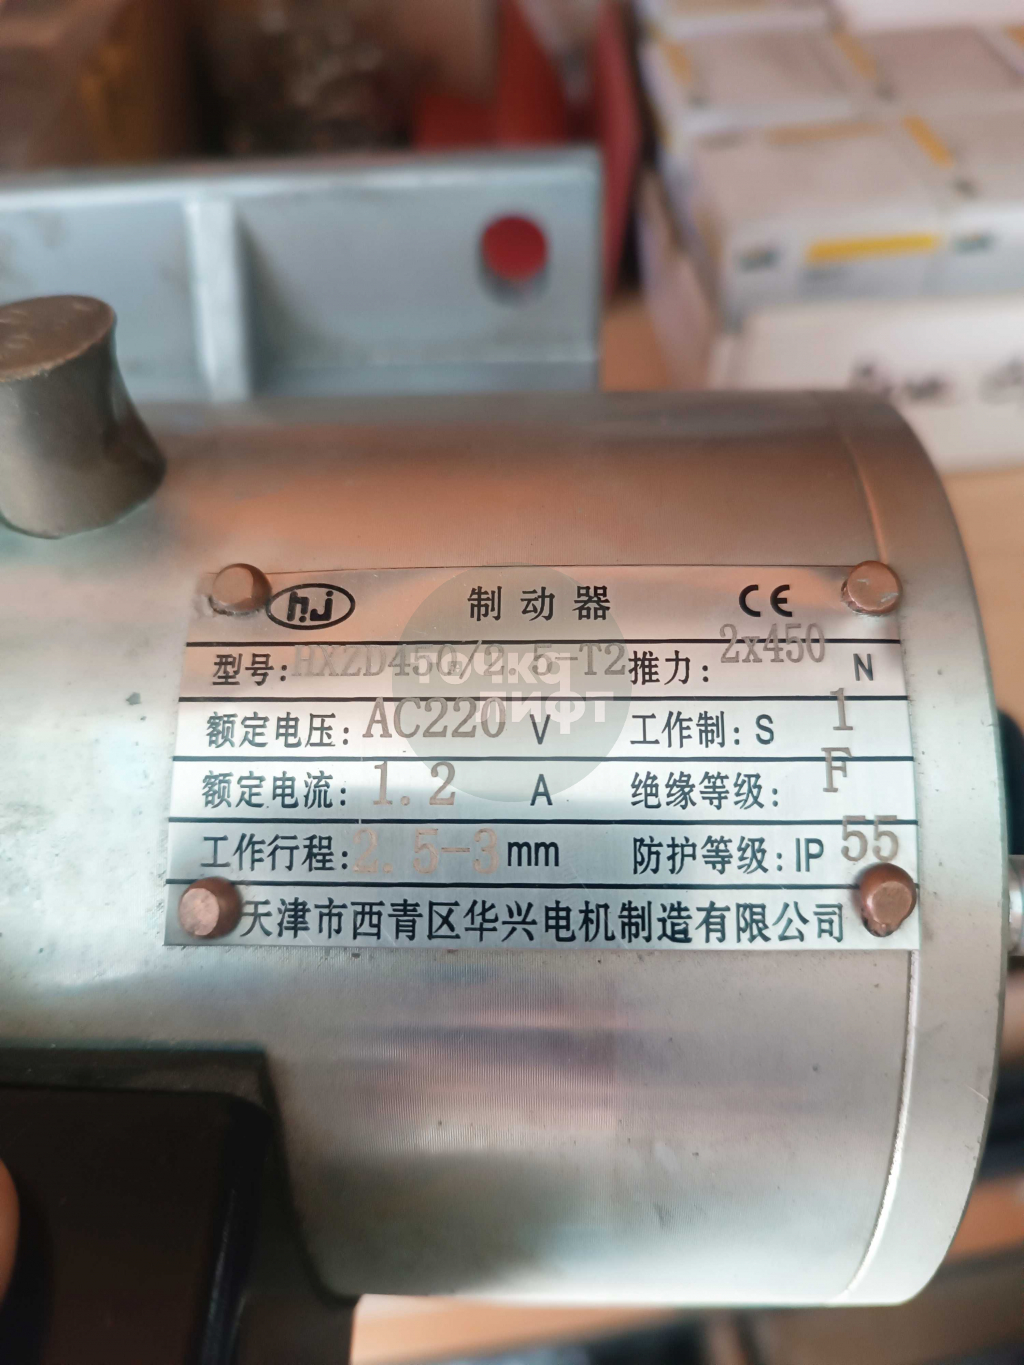 hj 制动器 CE
型号: HXZD450/2.5-T2 推力: 2x450 N
额定电压: AC220 V 工作制: S 1
额定电流: 1.2 A 绝缘等级: F
工作行程: 2.5-3 mm 防护等级: IP 55
天津市西青区华兴电机制造有限公司
точка
лифт